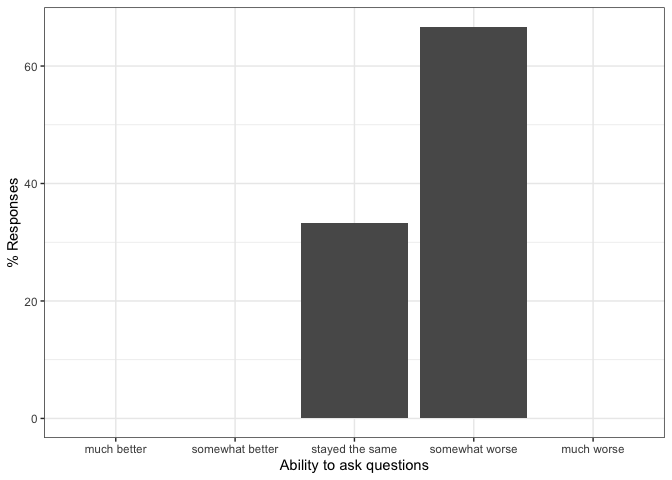 % Responses
60
40
20
0
much better
somewhat better
stayed the same
somewhat worse
much worse
Ability to ask questions